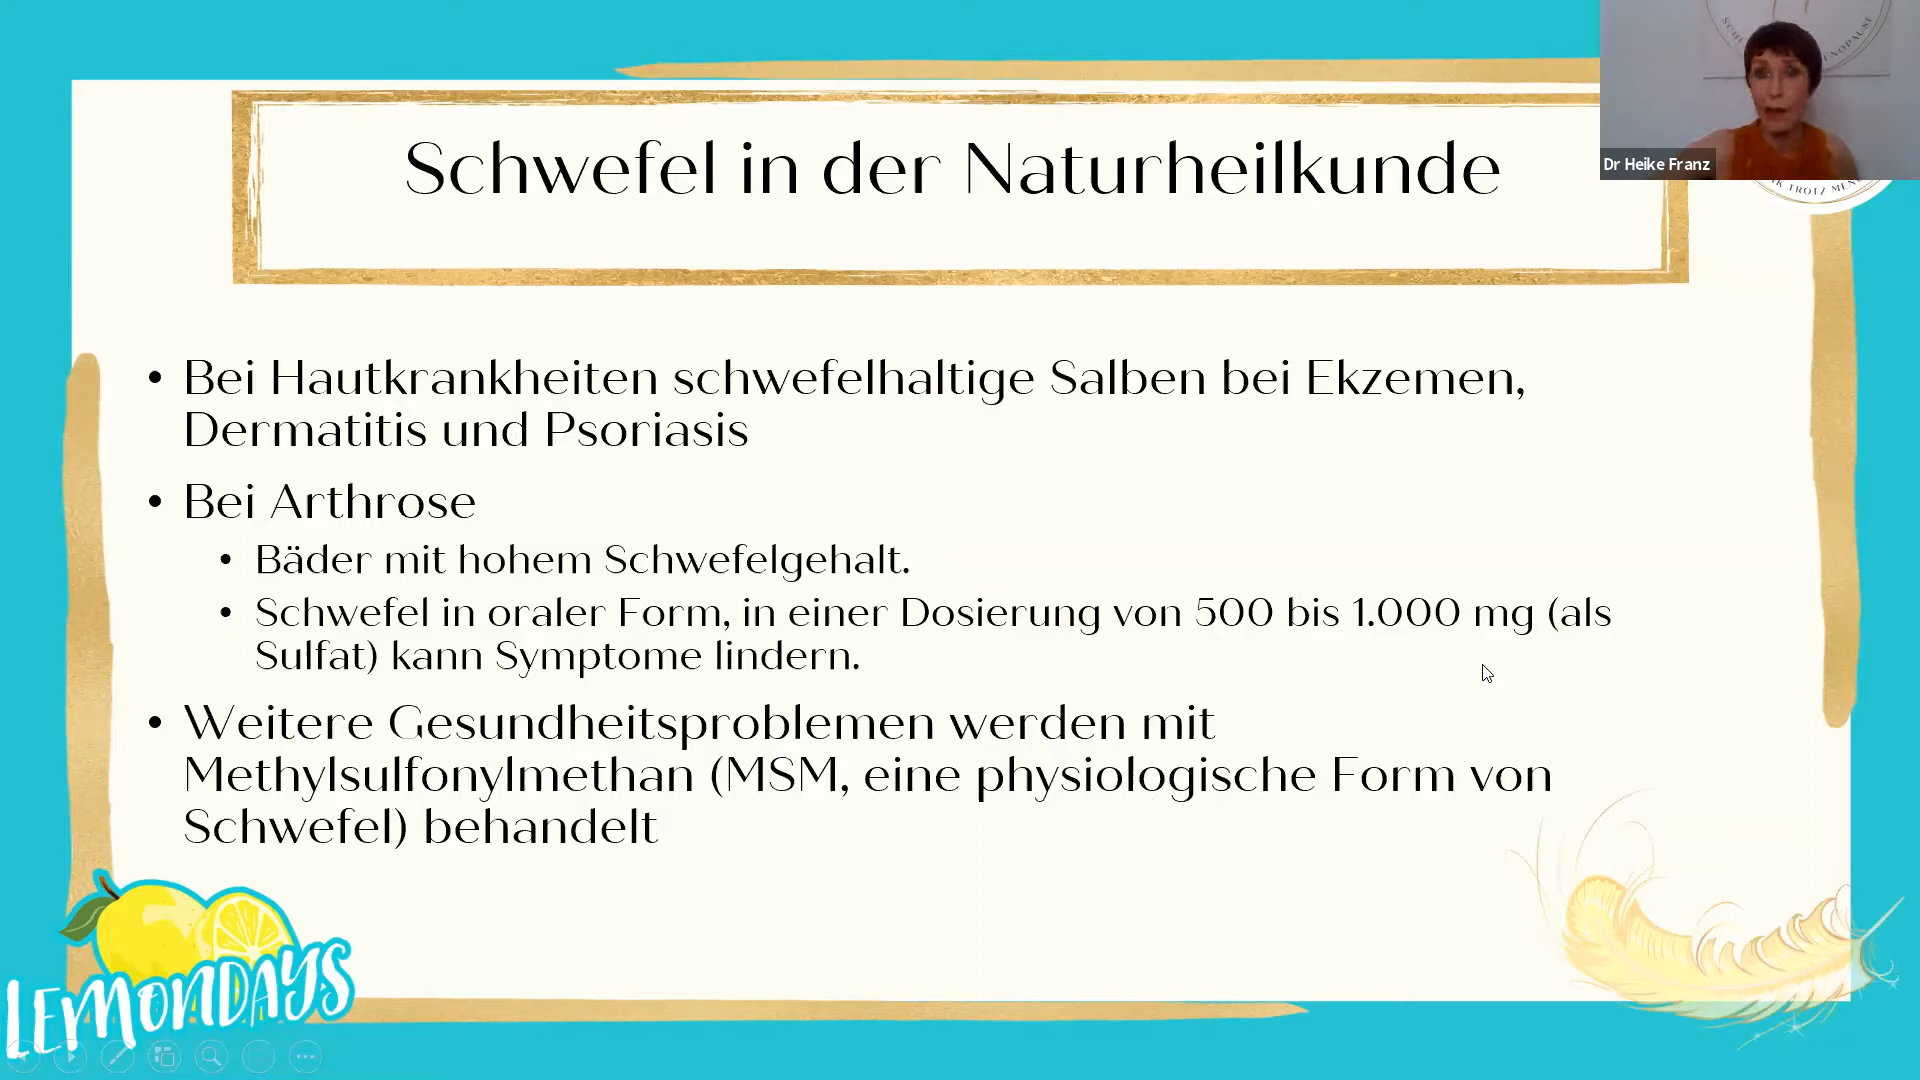 Schwefel in der Naturheilkunde
Dr Heike Franz
• Bei Hautkrankheiten schwefelhaltige Salben bei Ekzemen,
Dermatitis und Psoriasis
• Bei Arthrose
• Bäder mit hohem Schwefelgehalt.
• Schwefel in oraler Form, in einer Dosierung von 500 bis 1.000 mg (als
Sulfat) kann Symptome lindern.
• Weitere Gesundheitsproblemen werden mit
Methylsulfonylmethan (MSM, eine physiologische Form von
Schwefel) behandelt
LEMONDAYS